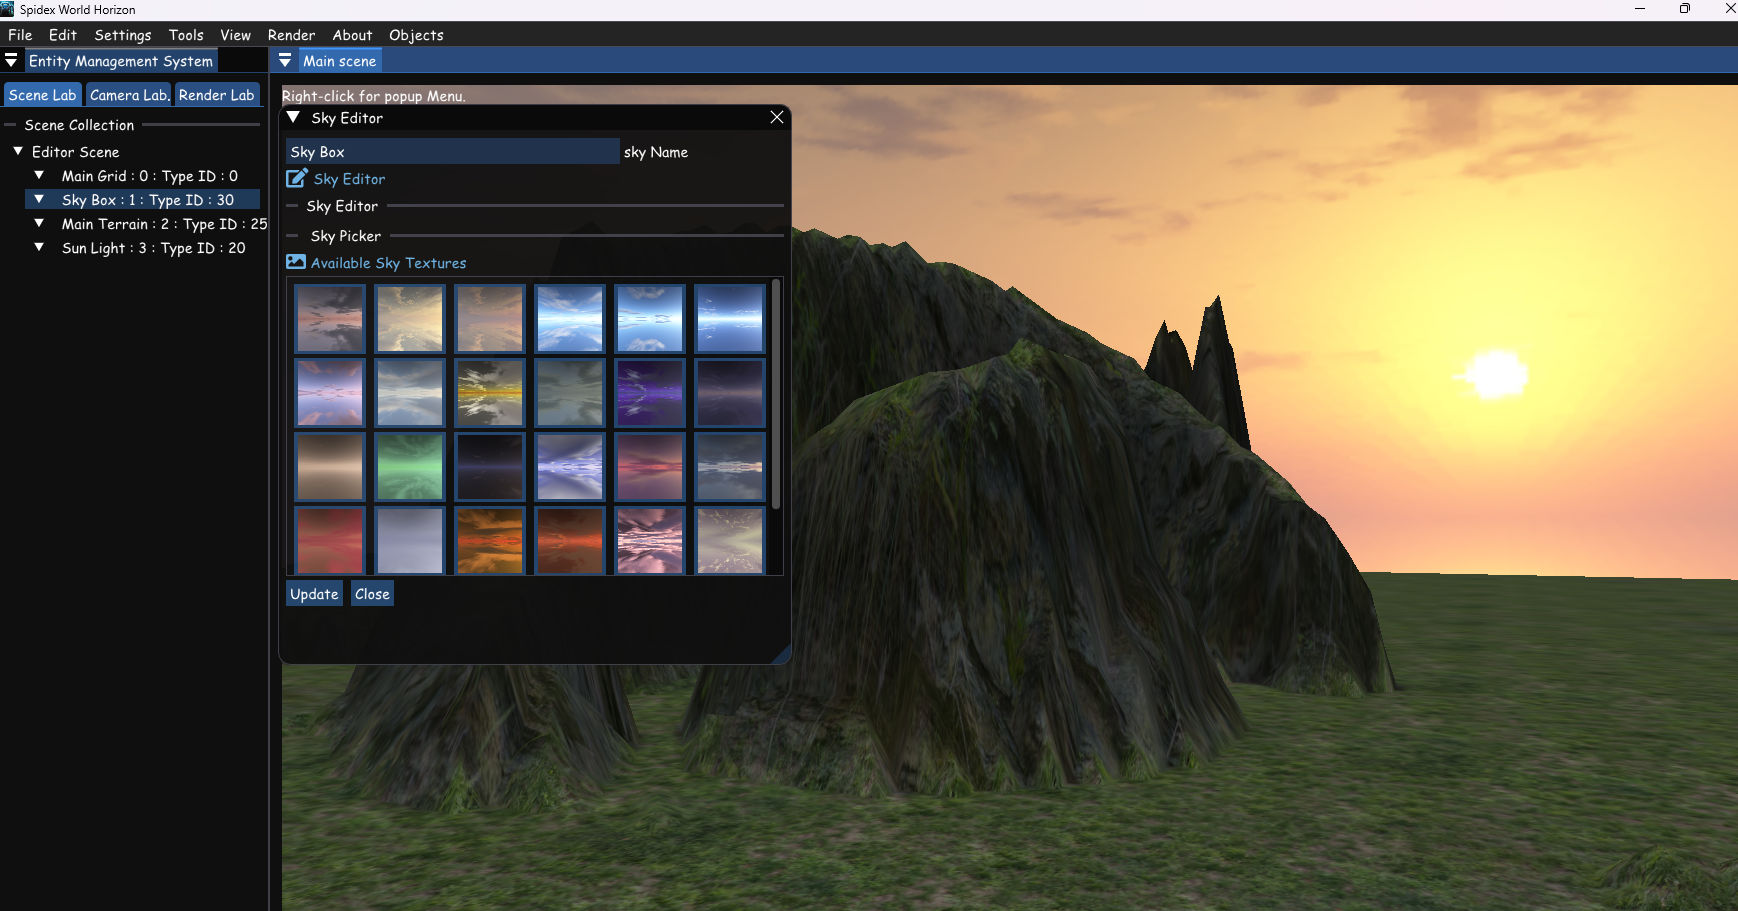 Spidex World Horizon
File Edit Settings Tools View Render About Objects
Entity Management System
Main scene
Scene Lab Camera Lab. Render Lab
Right-click for popup Menu.
Scene Collection
Editor Scene
Main Grid : 0 : Type ID : 0
Sky Box : 1 : Type ID : 30
Main Terrain : 2 : Type ID : 25
Sun Light : 3 : Type ID : 20
Sky Editor
Sky Box sky Name
Sky Editor
Sky Editor
Sky Picker
Available Sky Textures
Update Close